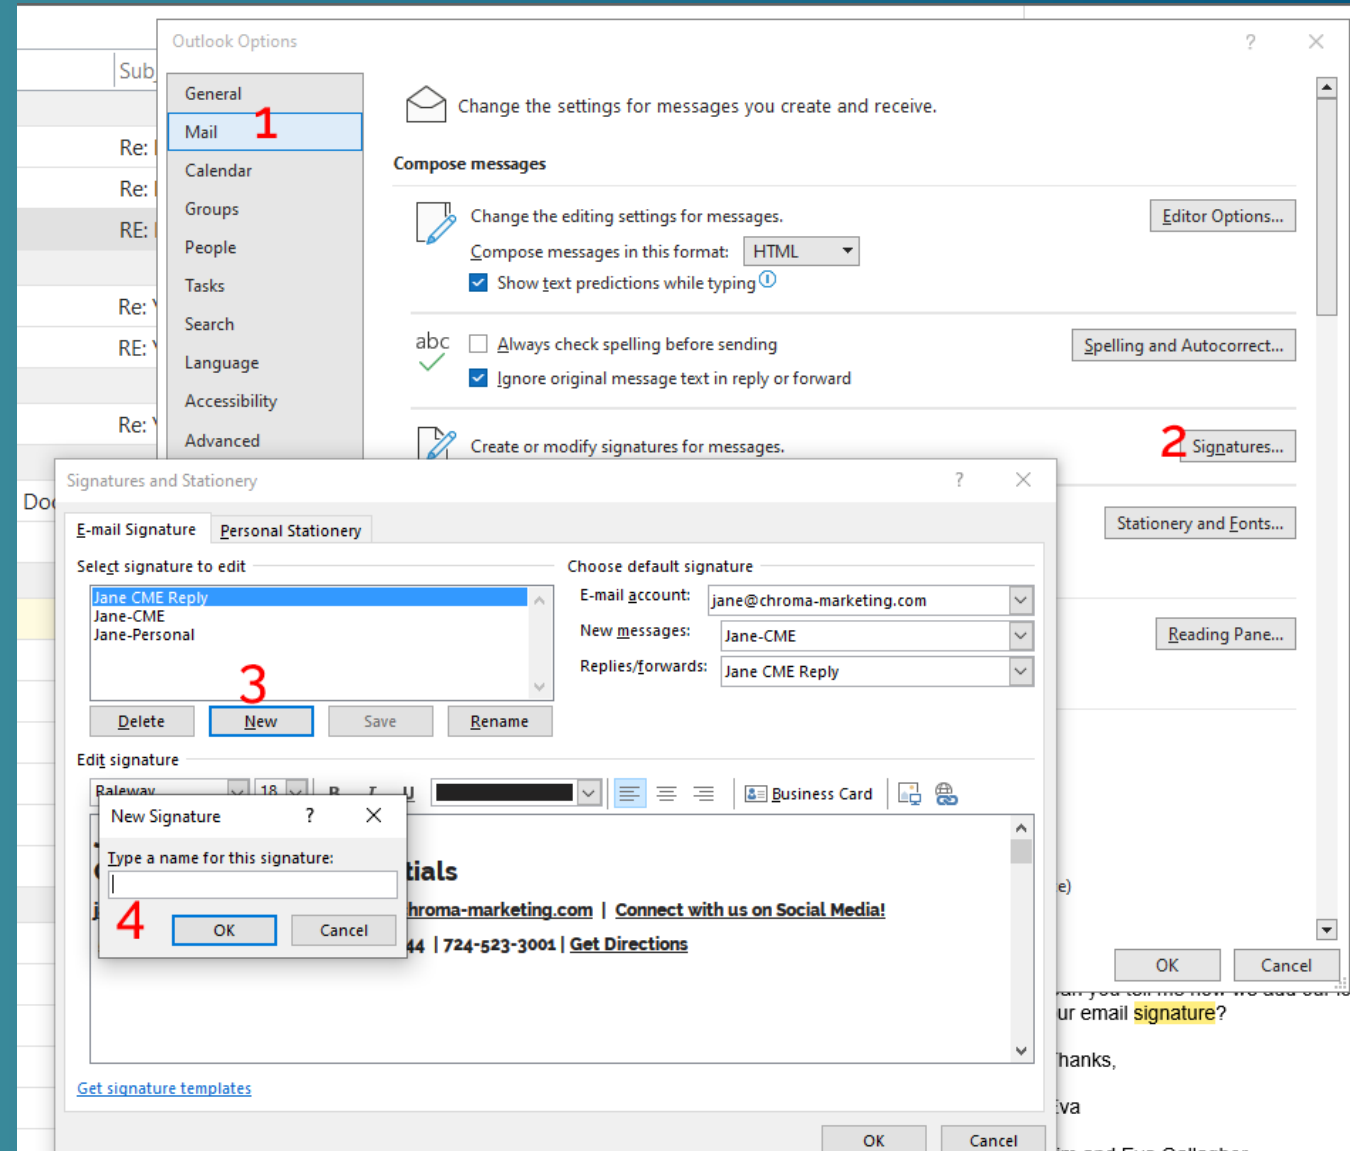 Outlook Options
General
Mail
1
Calendar
Groups
People
Tasks
Search
Language
Accessibility
Advanced
Change the settings for messages you create and receive.
Compose messages
Change the editing settings for messages.
Editor Options...
Compose messages in this format: HTML
Show text predictions while typing
abc
Always check spelling before sending
Spelling and Autocorrect...
Ignore original message text in reply or forward
Create or modify signatures for messages.
2
Signatures...
Stationery and Fonts...
Reading Pane...
OK Cancel
Re:
Re:
RE:
Re:
RE:
Re:
Signatures and Stationery
E-mail Signature Personal Stationery
Select signature to edit
Jane CME Reply
Jane-CME
Jane-Personal
3
Delete New Save Rename
Choose default signature
E-mail account: jane@chroma-marketing.com
New messages: Jane-CME
Replies/forwards: Jane CME Reply
Edit signature
Raleway 18 B I U Business Card
New Signature
Type a name for this signature:
4
OK Cancel
tials
hroma-marketing.com | Connect with us on Social Media!
44 | 724-523-3001 | Get Directions
Get signature templates
OK Cancel
e)
ur email signature?
hanks,